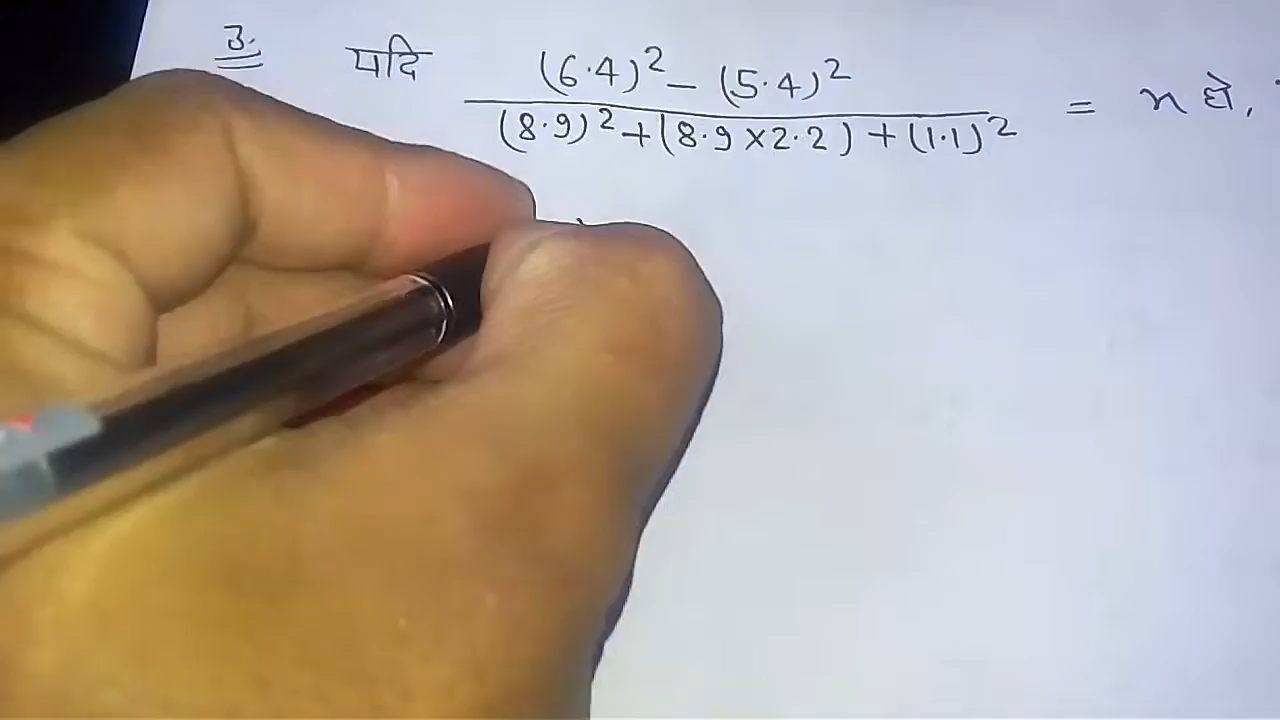 3. यदि (6.4)² - (5.4)²
(8.9)² + (8.9 × 2.2) + (1.1)² = n हो,